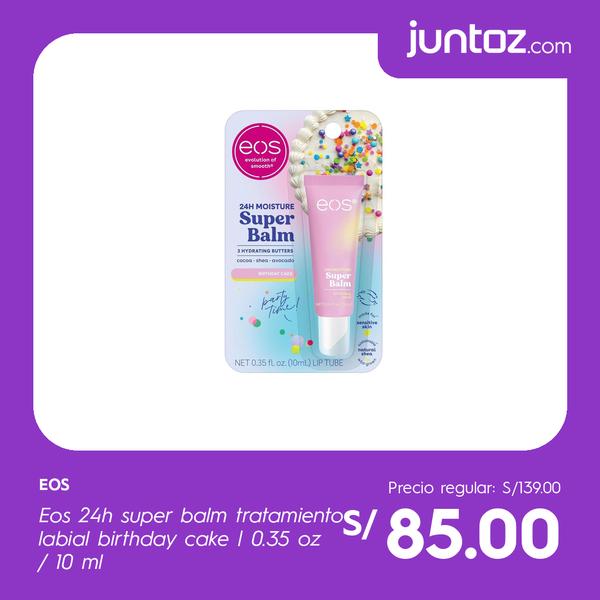 juntoz.com
eos
evolution of
smooth®
24H MOISTURE
Super
Balm
3 HYDRATING BUTTERS
cocoa · shea · avocado
BIRTHDAY CAKE
party
time!
eos®
Super
Balm
sensitive
skin
natural
shea
NET 0.35 fl. oz. (10mL) LIP TUBE
EOS
Eos 24h super balm tratamiento
labial birthday cake | 0.35 oz
/ 10 ml
Precio regular: S/139.00
S/ 85.00